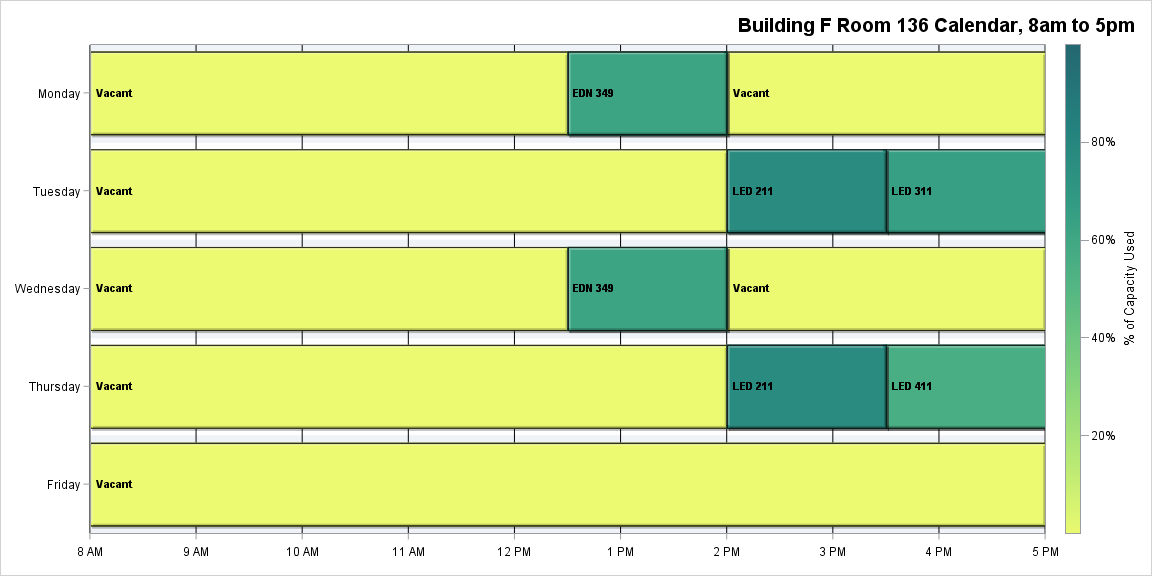 Building F Room 136 Calendar, 8am to 5pm
Monday
Vacant
EDN 349
Vacant
Tuesday
Vacant
LED 211
LED 311
Wednesday
Vacant
EDN 349
Vacant
Thursday
Vacant
LED 211
LED 411
Friday
Vacant
8 AM 9 AM 10 AM 11 AM 12 PM 1 PM 2 PM 3 PM 4 PM 5 PM
80%
60%
40%
20%
% of Capacity Used